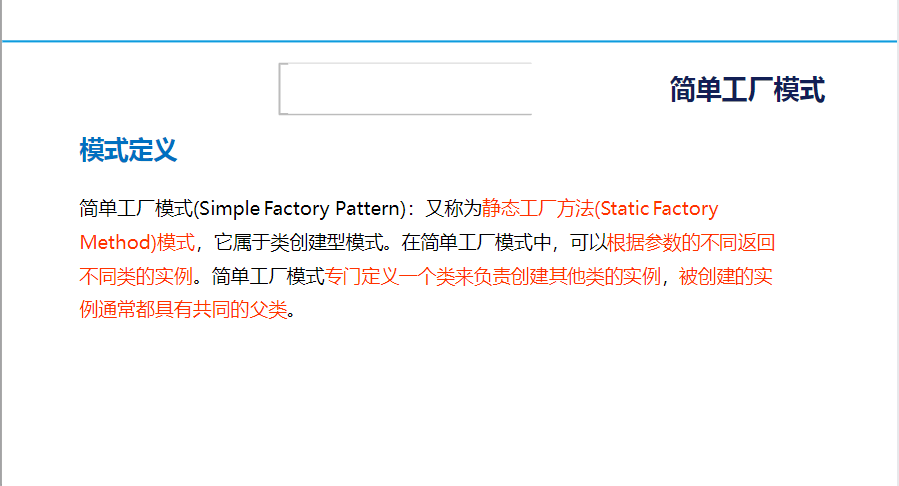 简单工厂模式
模式定义
简单工厂模式(Simple Factory Pattern)：又称为静态工厂方法(Static Factory
Method)模式，它属于类创建型模式。在简单工厂模式中，可以根据参数的不同返回
不同类的实例。简单工厂模式专门定义一个类来负责创建其他类的实例，被创建的实
例通常都具有共同的父类。